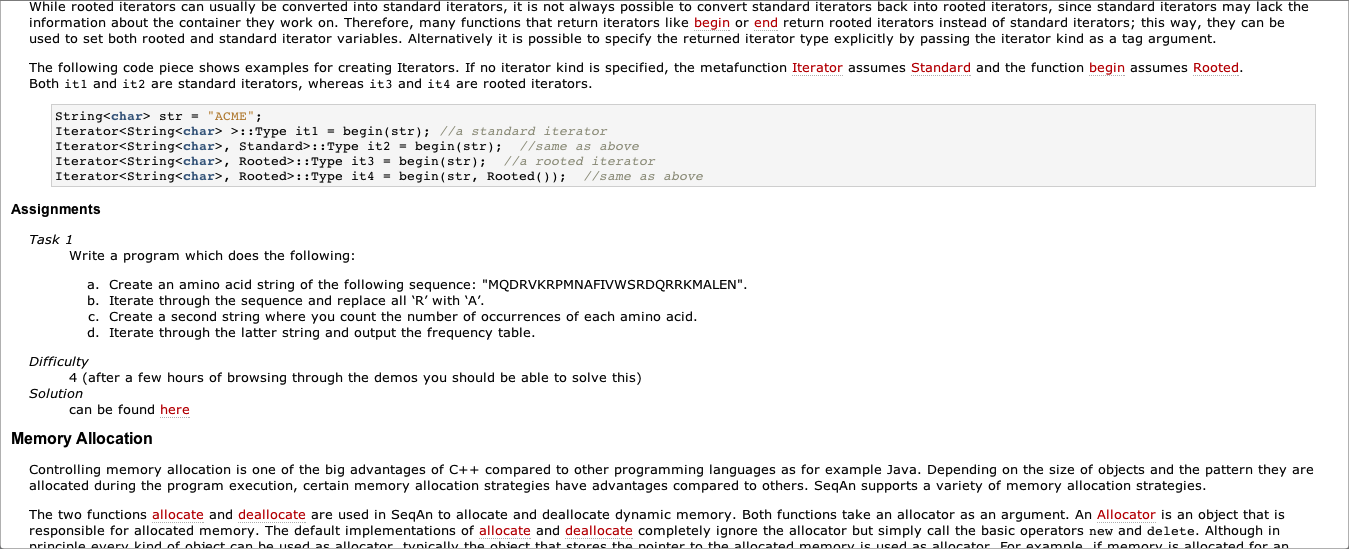 While rooted iterators can usually be converted into standard iterators, it is not always possible to convert standard iterators back into rooted iterators, since standard iterators may lack the
information about the container they work on. Therefore, many functions that return iterators like begin or end return rooted iterators instead of standard iterators; this way, they can be
used to set both rooted and standard iterator variables. Alternatively it is possible to specify the returned iterator type explicitly by passing the iterator kind as a tag argument.
The following code piece shows examples for creating Iterators. If no iterator kind is specified, the metafunction Iterator assumes Standard and the function begin assumes Rooted.
Both it1 and it2 are standard iterators, whereas it3 and it4 are rooted iterators.
String<char> str = "ACME";
Iterator<String<char> >::Type it1 = begin(str); //a standard iterator
Iterator<String<char>, Standard>::Type it2 = begin(str);  //same as above
Iterator<String<char>, Rooted>::Type it3 = begin(str);  //a rooted iterator
Iterator<String<char>, Rooted>::Type it4 = begin(str, Rooted());  //same as above
Assignments
Task 1
Write a program which does the following:
a. Create an amino acid string of the following sequence: "MQDRVKRPMNAFIVWSRDQRRKMALEN".
b. Iterate through the sequence and replace all ‘R’ with ‘A’.
c. Create a second string where you count the number of occurrences of each amino acid.
d. Iterate through the latter string and output the frequency table.
Difficulty
4 (after a few hours of browsing through the demos you should be able to solve this)
Solution
can be found here
Memory Allocation
Controlling memory allocation is one of the big advantages of C++ compared to other programming languages as for example Java. Depending on the size of objects and the pattern they are
allocated during the program execution, certain memory allocation strategies have advantages compared to others. SeqAn supports a variety of memory allocation strategies.
The two functions allocate and deallocate are used in SeqAn to allocate and deallocate dynamic memory. Both functions take an allocator as an argument. An Allocator is an object that is
responsible for allocated memory. The default implementations of allocate and deallocate completely ignore the allocator but simply call the basic operators new and delete. Although in
principle every kind of object can be used as allocator, typically the object that stores the pointer to the allocated memory is used as allocator. For example, if memory is allocated for an